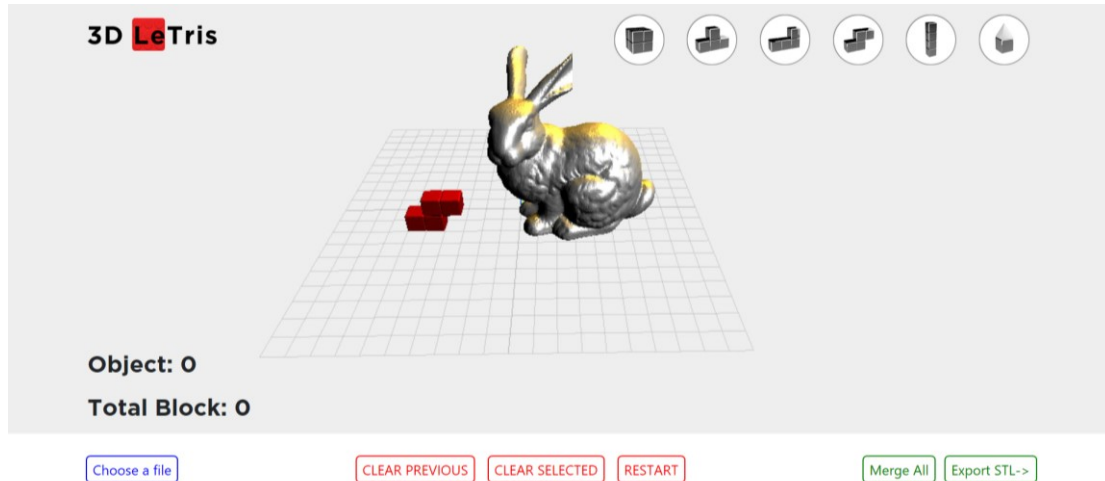 3D LeTris
Object: 0
Total Block: 0
Choose a file
CLEAR PREVIOUS
CLEAR SELECTED
RESTART
Merge All
Export STL->